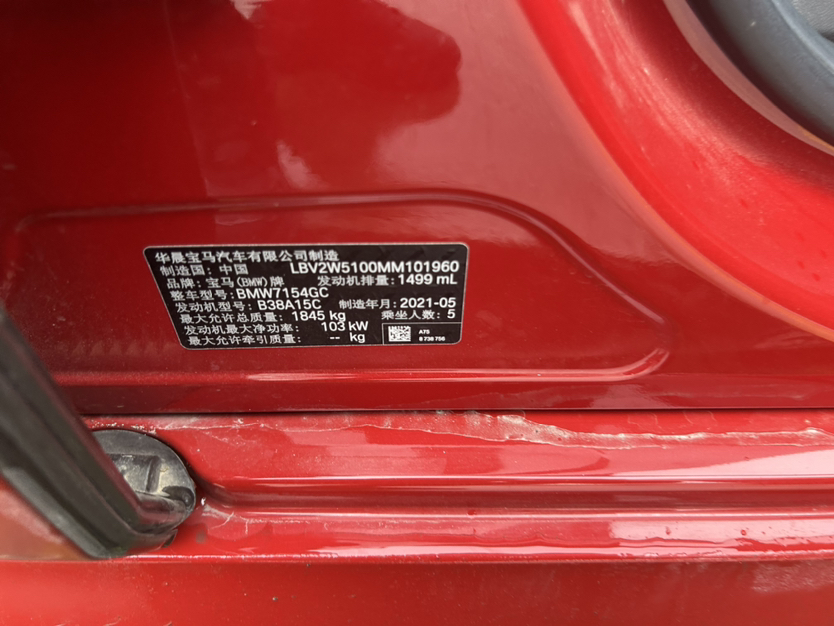 华晨宝马汽车有限公司制造
制造国：中国 LBV2W5100MM101960
品牌：宝马(BMW)牌 发动机排量：1499 mL
整车型号：BMW7154GC
发动机型号：B38A15C 制造年月：2021-05
最大允许总质量：1845 kg 乘坐人数：5
发动机最大净功率：103 kW
最大允许牵引质量：-- kg
A75
8 738 756